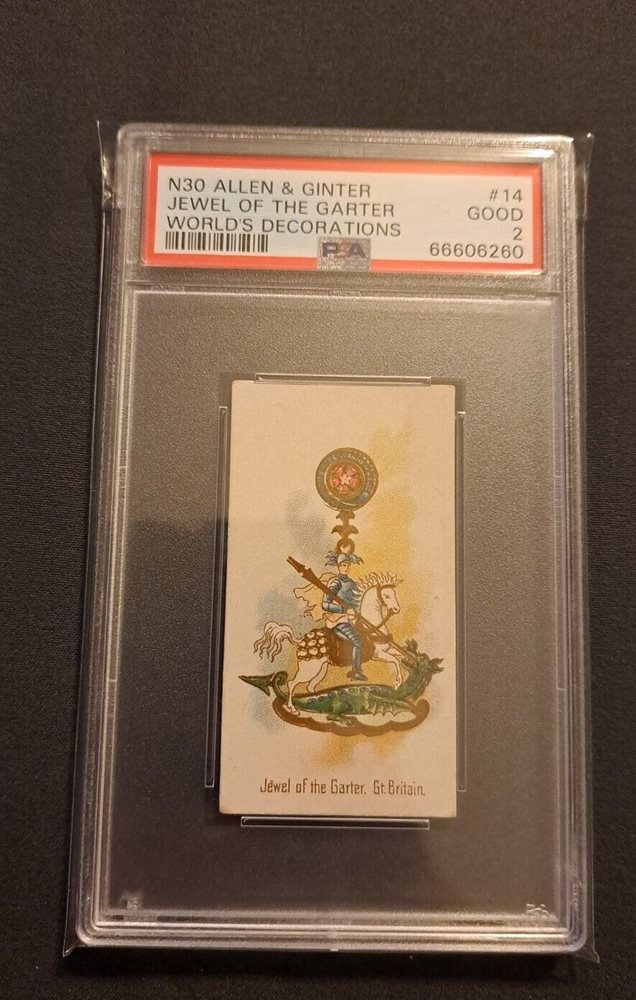 N30 ALLEN & GINTER #14
JEWEL OF THE GARTER GOOD
WORLD'S DECORATIONS 2
PSA 66606260
Jewel of the Garter, Gt. Britain.